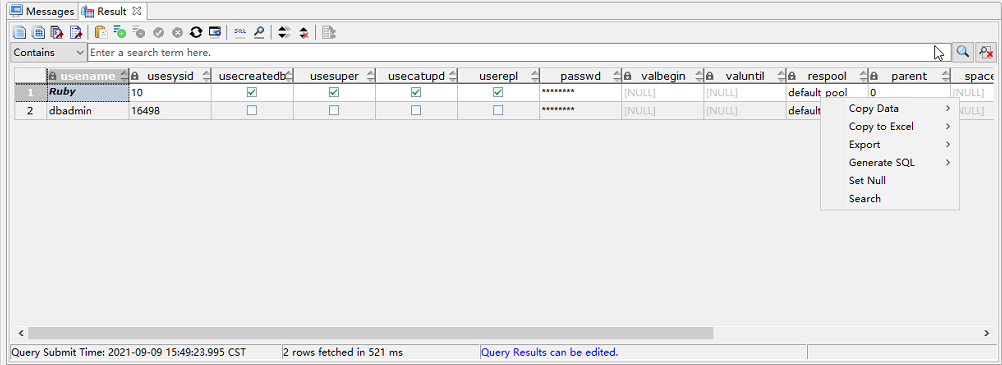 Messages Result
SQL
Contains Enter a search term here.
usename usesysid usecreatedb usesuper usecatupd userepl passwd valbegin valuntil respool parent space
1 Ruby 10 ******** [NULL] [NULL] default_pool 0 [NULL]
2 dbadmin 16498 ******** [NULL] [NULL] default [NULL]
Copy Data
Copy to Excel
Export
Generate SQL
Set Null
Search
Query Submit Time: 2021-09-09 15:49:23.995 CST 2 rows fetched in 521 ms Query Results can be edited.